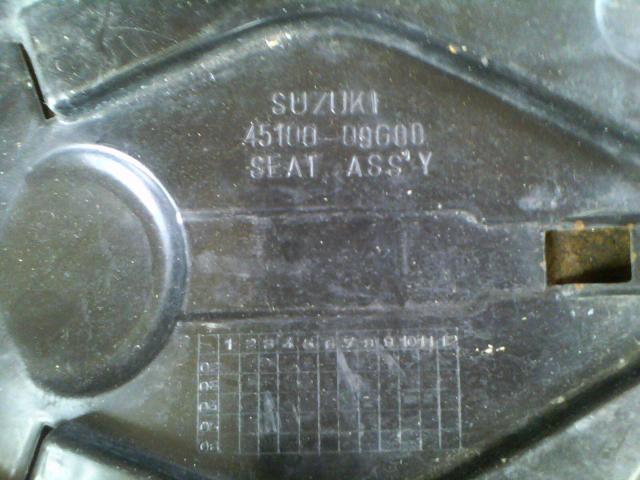 SUZUKI
45100-09G00
SEAT, ASS'Y
1 2 3 4 5 6 7 8 9 10 11 12